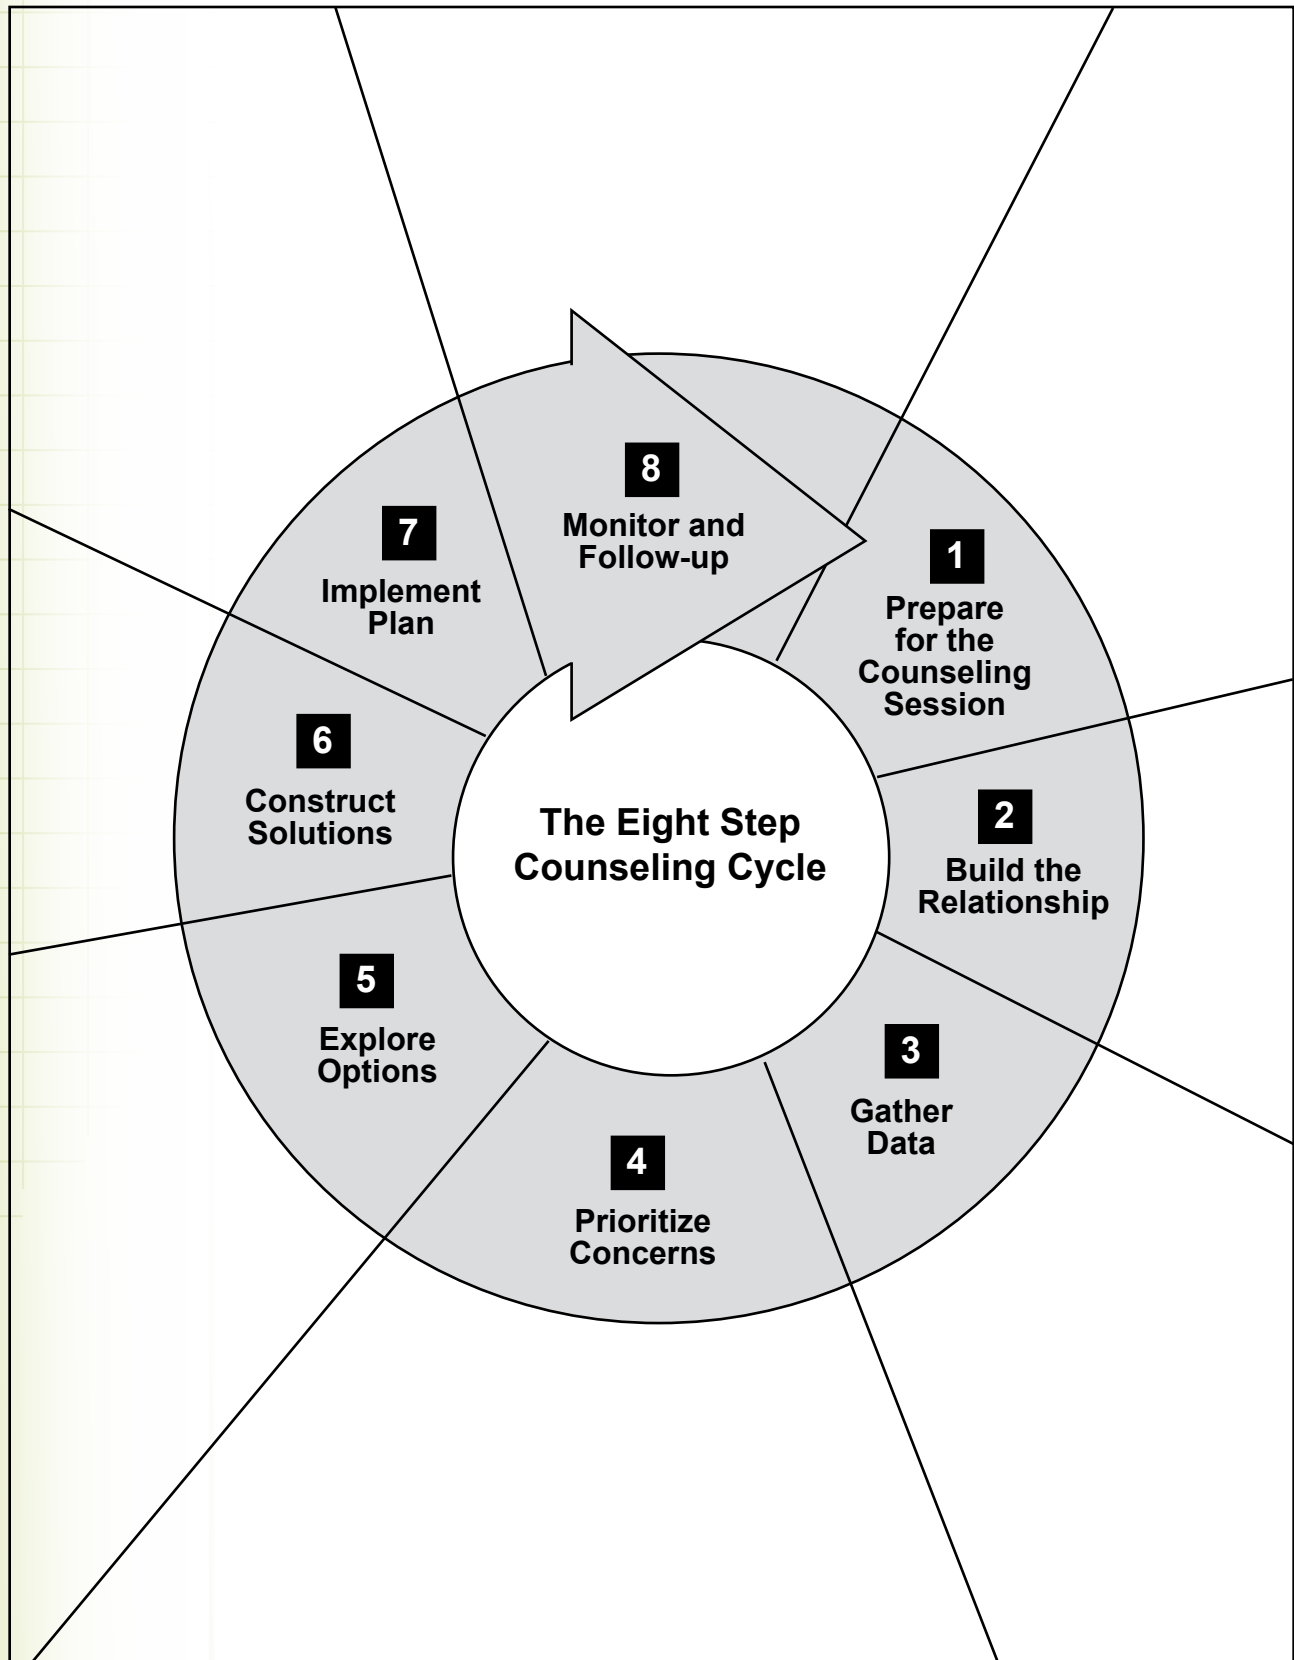 The Eight Step
Counseling Cycle
1
Prepare
for the
Counseling
Session
2
Build the
Relationship
3
Gather
Data
4
Prioritize
Concerns
5
Explore
Options
6
Construct
Solutions
7
Implement
Plan
8
Monitor and
Follow-up